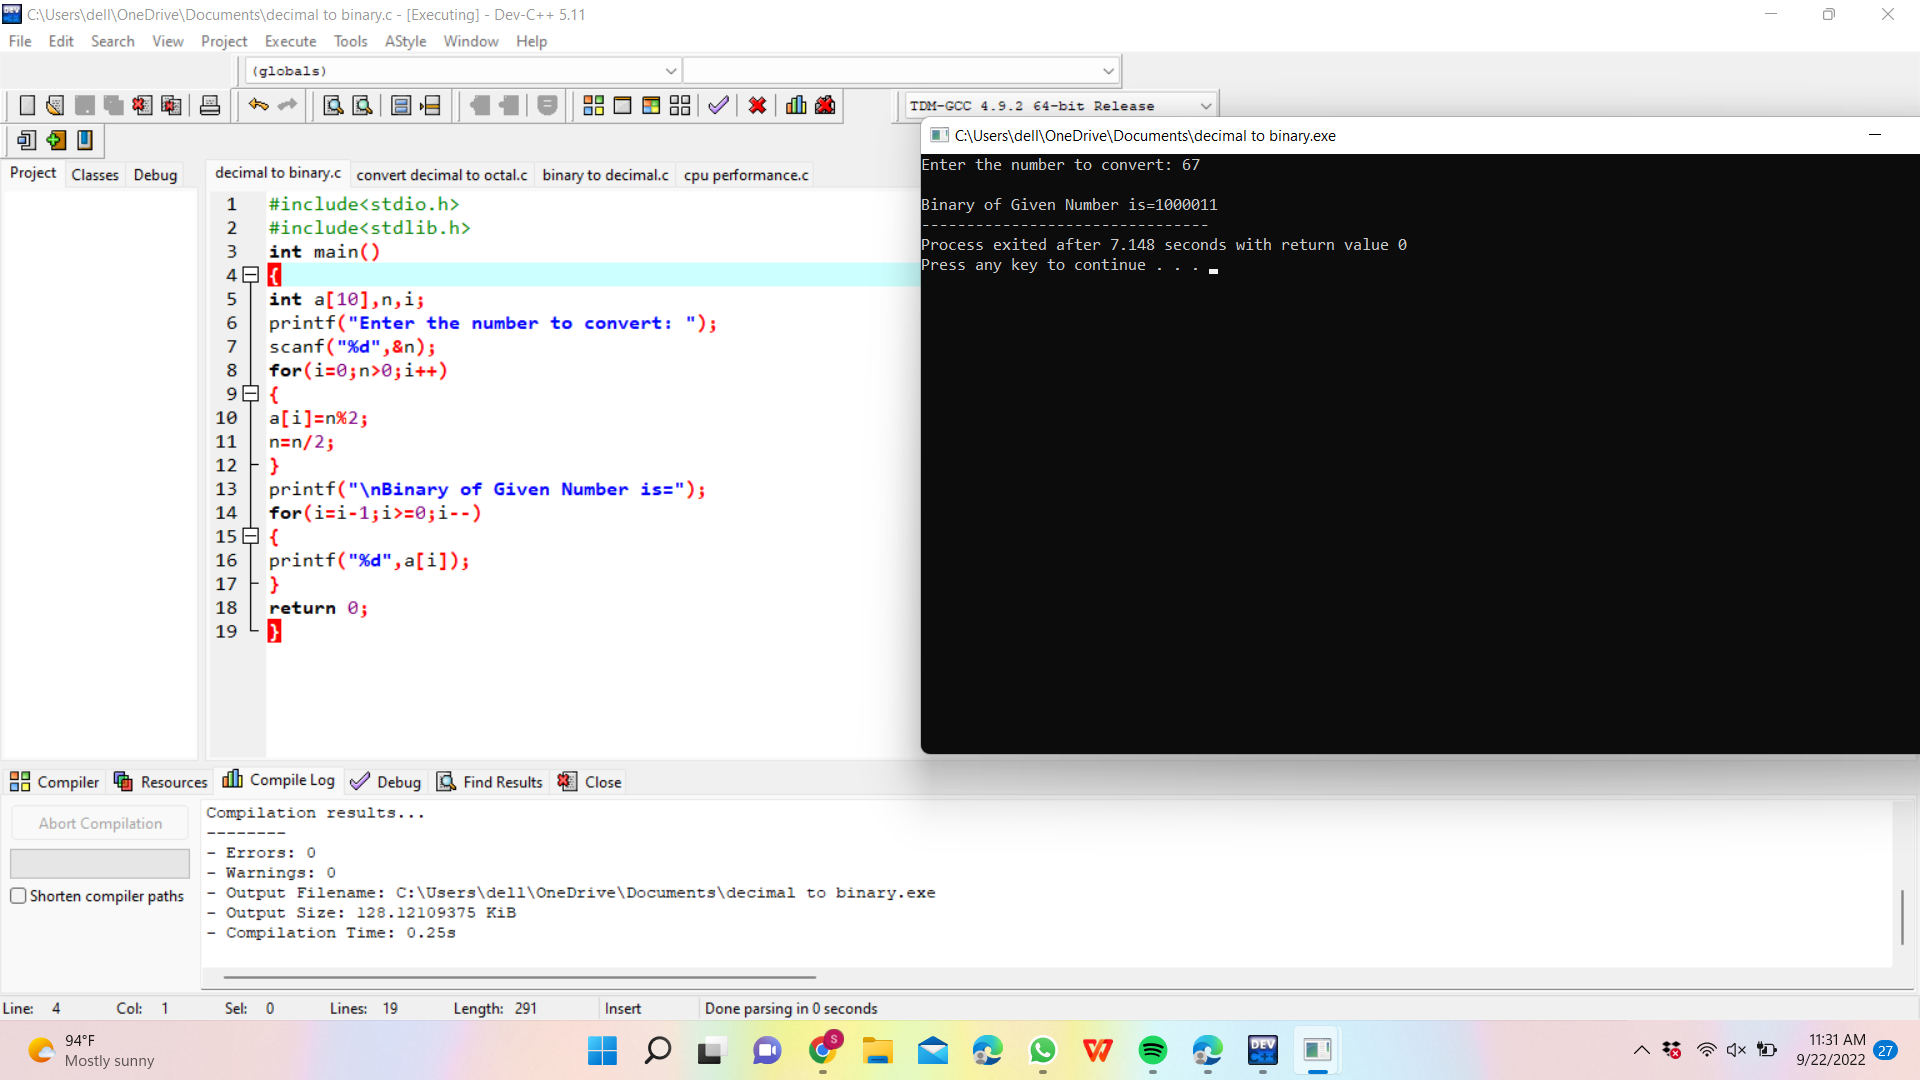 C:\Users\dell\OneDrive\Documents\decimal to binary.c - [Executing] - Dev-C++ 5.11
File Edit Search View Project Execute Tools AStyle Window Help
(globals)
TDM-GCC 4.9.2 64-bit Release
Project Classes Debug
decimal to binary.c convert decimal to octal.c binary to decimal.c cpu performance.c
1 #include<stdio.h>
2 #include<stdlib.h>
3 int main()
4 {
5 int a[10],n,i;
6 printf("Enter the number to convert: ");
7 scanf("%d",&n);
8 for(i=0;n>0;i++)
9 {
10 a[i]=n%2;
11 n=n/2;
12 }
13 printf("\nBinary of Given Number is=");
14 for(i=i-1;i>=0;i--)
15 {
16 printf("%d",a[i]);
17 }
18 return 0;
19 }
C:\Users\dell\OneDrive\Documents\decimal to binary.exe
Enter the number to convert: 67
Binary of Given Number is=1000011
--------------------------------
Process exited after 7.148 seconds with return value 0
Press any key to continue . . .
Compiler Resources Compile Log Debug Find Results Close
Abort Compilation
Shorten compiler paths
Compilation results...
--------
- Errors: 0
- Warnings: 0
- Output Filename: C:\Users\dell\OneDrive\Documents\decimal to binary.exe
- Output Size: 128.12109375 KiB
- Compilation Time: 0.25s
Line: 4 Col: 1 Sel: 0 Lines: 19 Length: 291 Insert Done parsing in 0 seconds
94°F
Mostly sunny
S
DEV C++
11:31 AM
9/22/2022
27